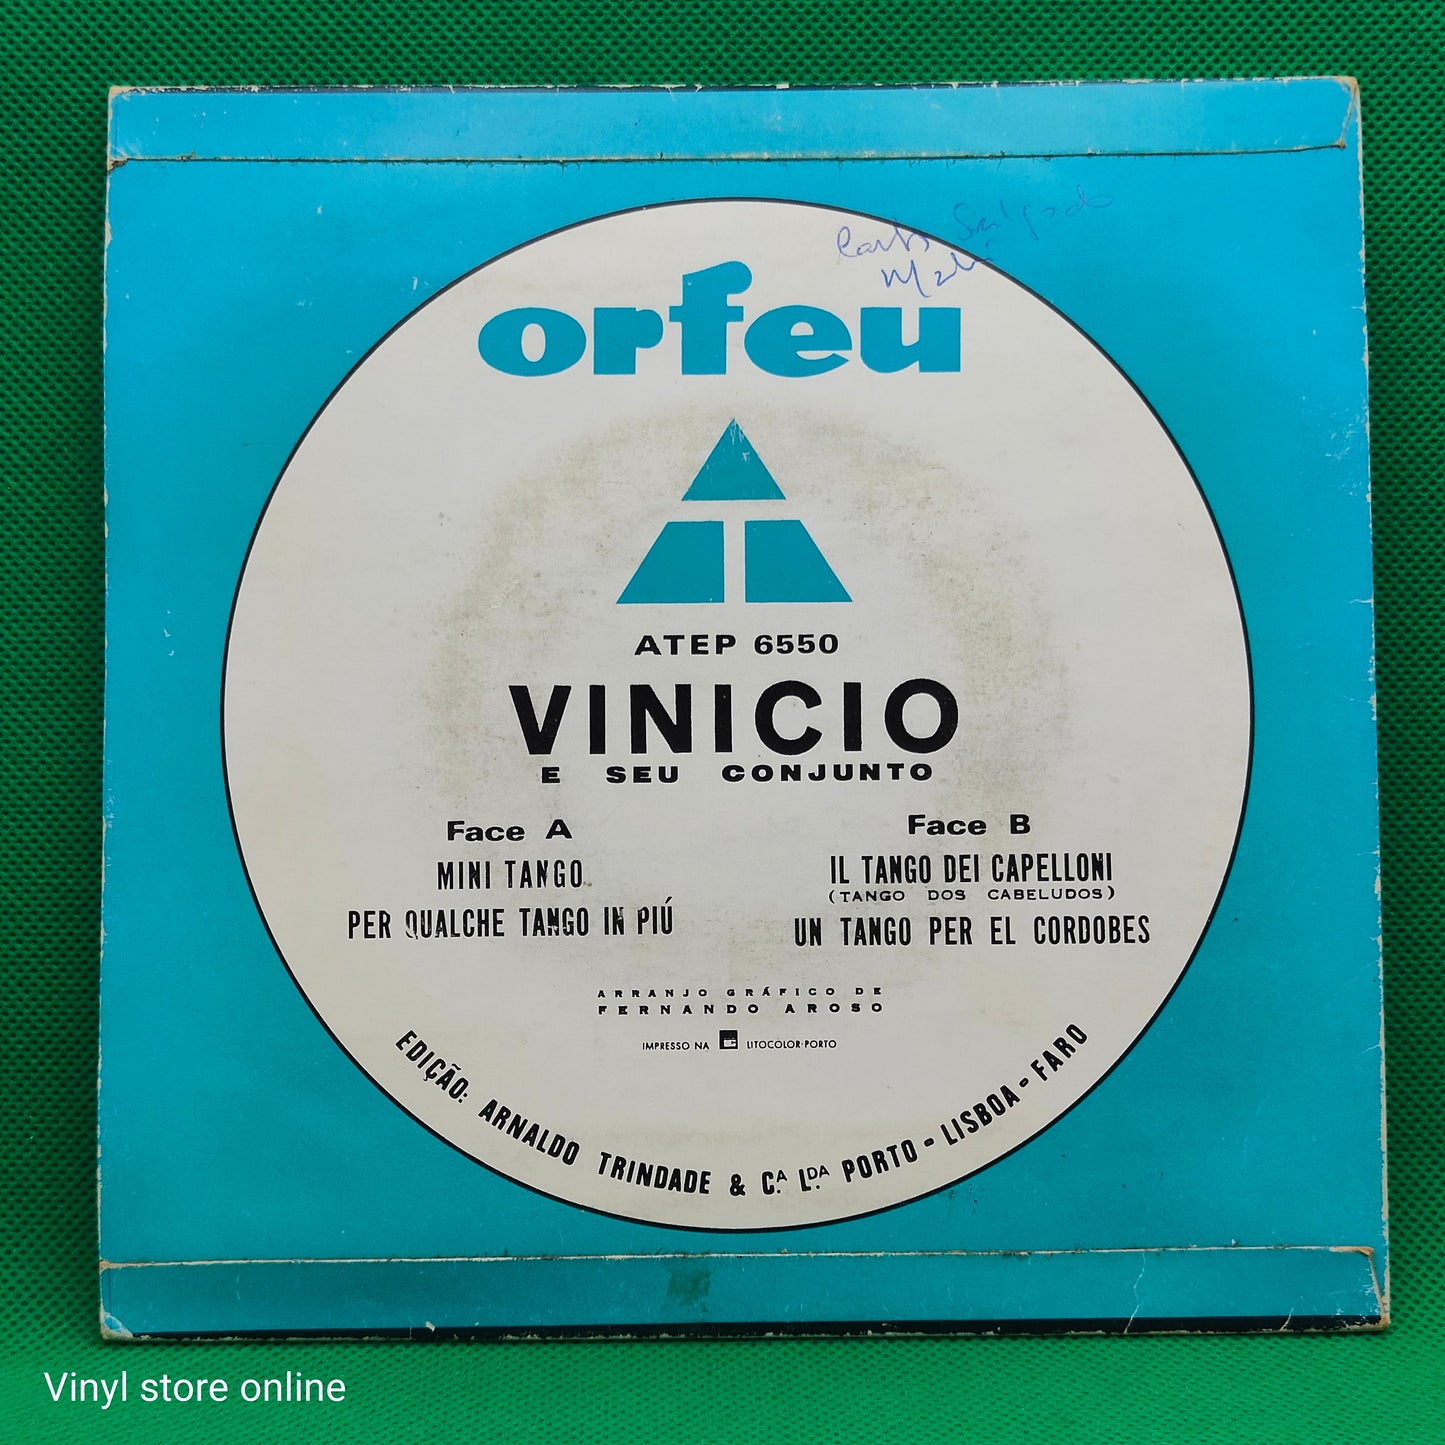 orfeu
ATEP 6550
VINICIO
E SEU CONJUNTO
Face A
MINI TANGO
PER QUALCHE TANGO IN PIÚ
Face B
IL TANGO DEI CAPELLONI
(TANGO DOS CABELUDOS)
UN TANGO PER EL CORDOBES
ARRANJO GRÁFICO DE
FERNANDO AROSO
IMPRESSO NA LITOCOLOR-PORTO
EDIÇÃO: ARNALDO TRINDADE & C.ª L.DA PORTO - LISBOA - FARO
Vinyl store online